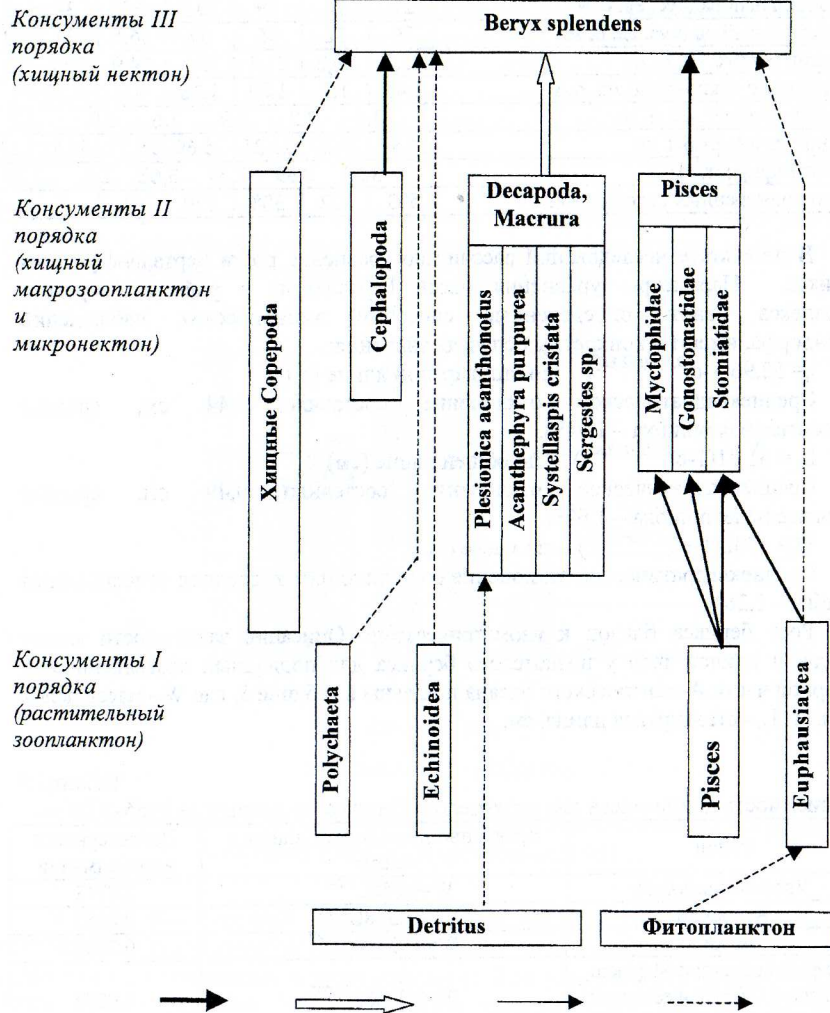 Консументы III
порядка
(хищный нектон)
Beryx splendens
Консументы II
порядка
(хищный
макрозоопланктон
и
микронектон)
Хищные Copepoda
Cephalopoda
Decapoda,
Macrura
Plesionica acanthonotus
Acanthephyra purpurea
Systellaspis cristata
Sergestes sp.
Pisces
Myctophidae
Gonostomatidae
Stomiatidae
Консументы I
порядка
(растительный
зоопланктон)
Polychaeta
Echinoidea
Pisces
Euphausiacea
Detritus
Фитопланктон